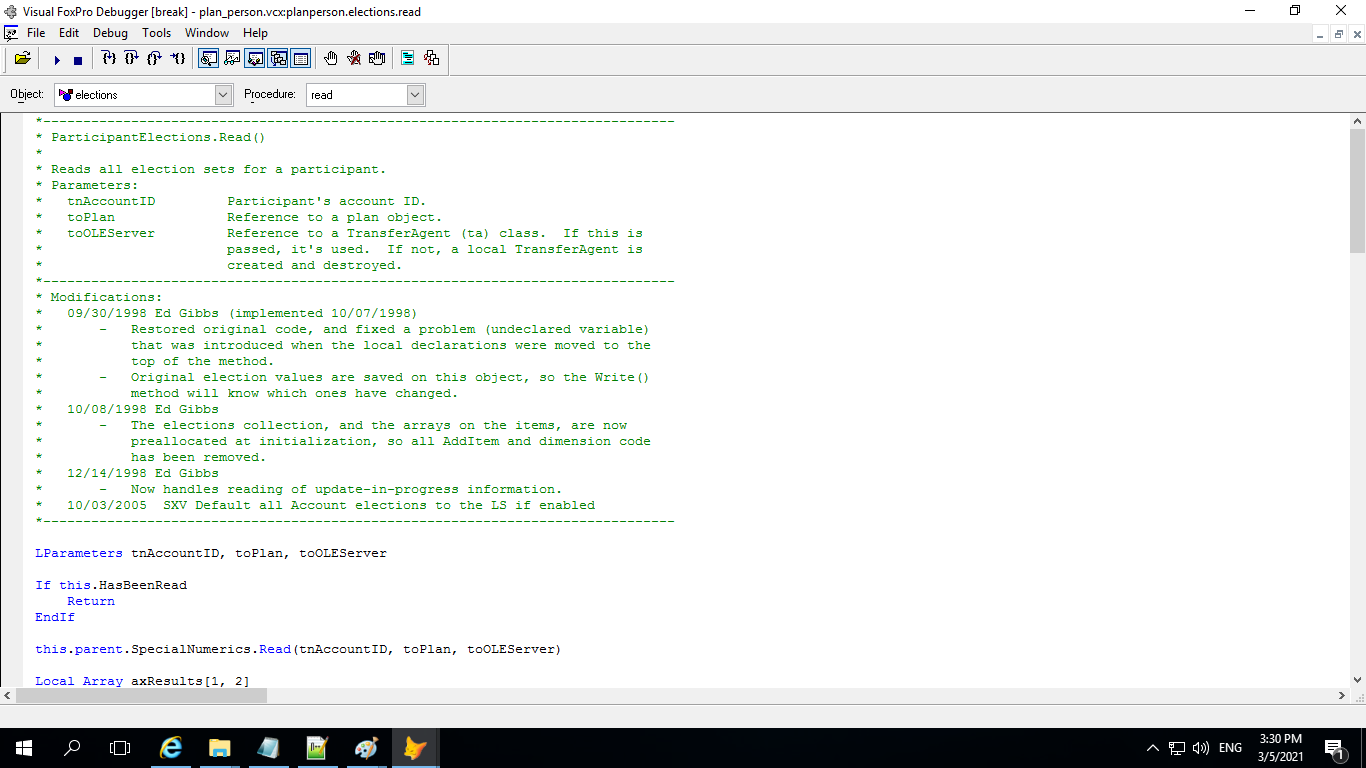 Visual FoxPro Debugger [break] - plan_person.vcx:planperson.elections.read
File Edit Debug Tools Window Help
Object: elections Procedure: read
*-------------------------------------------------------------------------------
* ParticipantElections.Read()
*
* Reads all election sets for a participant.
* Parameters:
*   tnAccountID         Participant's account ID.
*   toPlan              Reference to a plan object.
*   toOLEServer         Reference to a TransferAgent (ta) class.  If this is
*                       passed, it's used.  If not, a local TransferAgent is
*                       created and destroyed.
*-------------------------------------------------------------------------------
* Modifications:
*   09/30/1998 Ed Gibbs (implemented 10/07/1998)
*       -   Restored original code, and fixed a problem (undeclared variable)
*           that was introduced when the local declarations were moved to the
*           top of the method.
*       -   Original election values are saved on this object, so the Write()
*           method will know which ones have changed.
*   10/08/1998 Ed Gibbs
*       -   The elections collection, and the arrays on the items, are now
*           preallocated at initialization, so all AddItem and dimension code
*           has been removed.
*   12/14/1998 Ed Gibbs
*       -   Now handles reading of update-in-progress information.
*   10/03/2005  SXV Default all Account elections to the LS if enabled
*-------------------------------------------------------------------------------
LParameters tnAccountID, toPlan, toOLEServer
If this.HasBeenRead
    Return
EndIf
this.parent.SpecialNumerics.Read(tnAccountID, toPlan, toOLEServer)
Local Array axResults[1, 2]
ENG
3:30 PM
3/5/2021
1